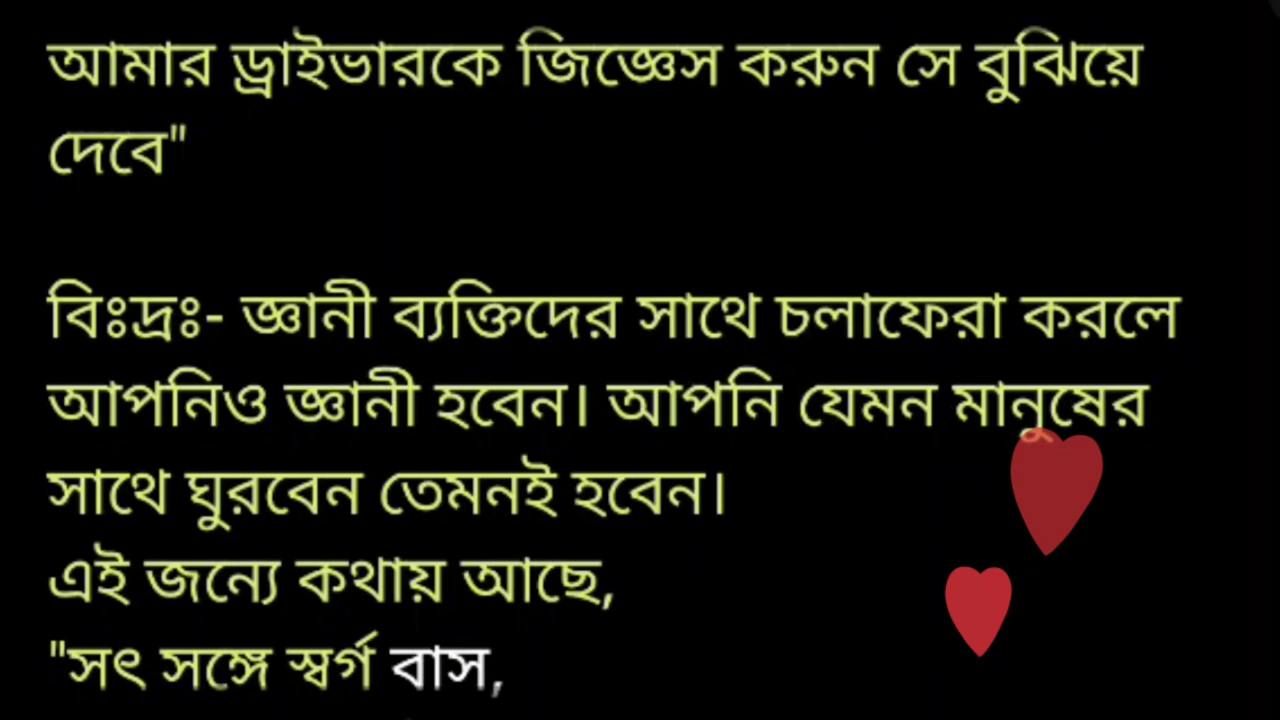 আমার ড্রাইভারকে জিজ্ঞেস করুন সে বুঝিয়ে
দেবে"
বিঃদ্রঃ- জ্ঞানী ব্যক্তিদের সাথে চলাফেরা করলে
আপনিও জ্ঞানী হবেন। আপনি যেমন মানুষের
সাথে ঘুরবেন তেমনই হবেন।
এই জন্যে কথায় আছে,
"সৎ সঙ্গে স্বর্গ বাস,